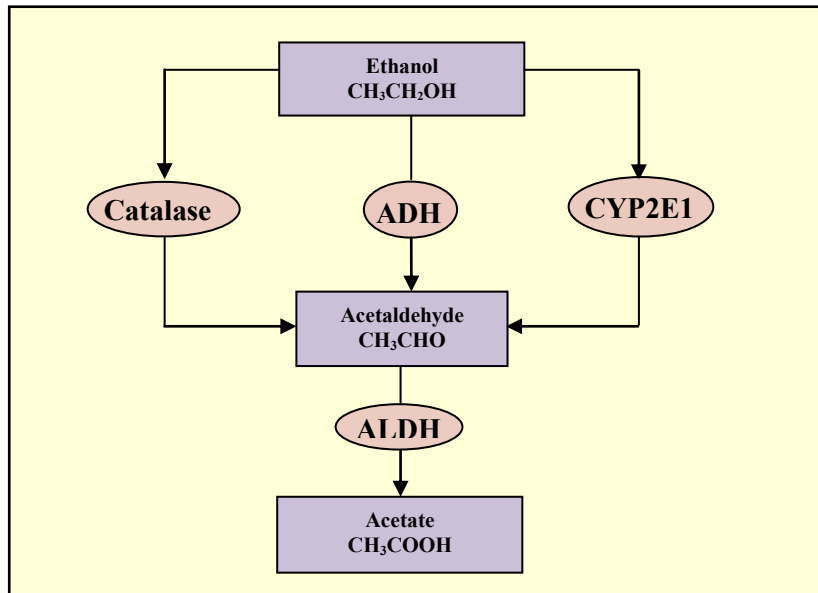 Ethanol
CH₃CH₂OH
Catalase
ADH
CYP2E1
Acetaldehyde
CH₃CHO
ALDH
Acetate
CH₃COOH